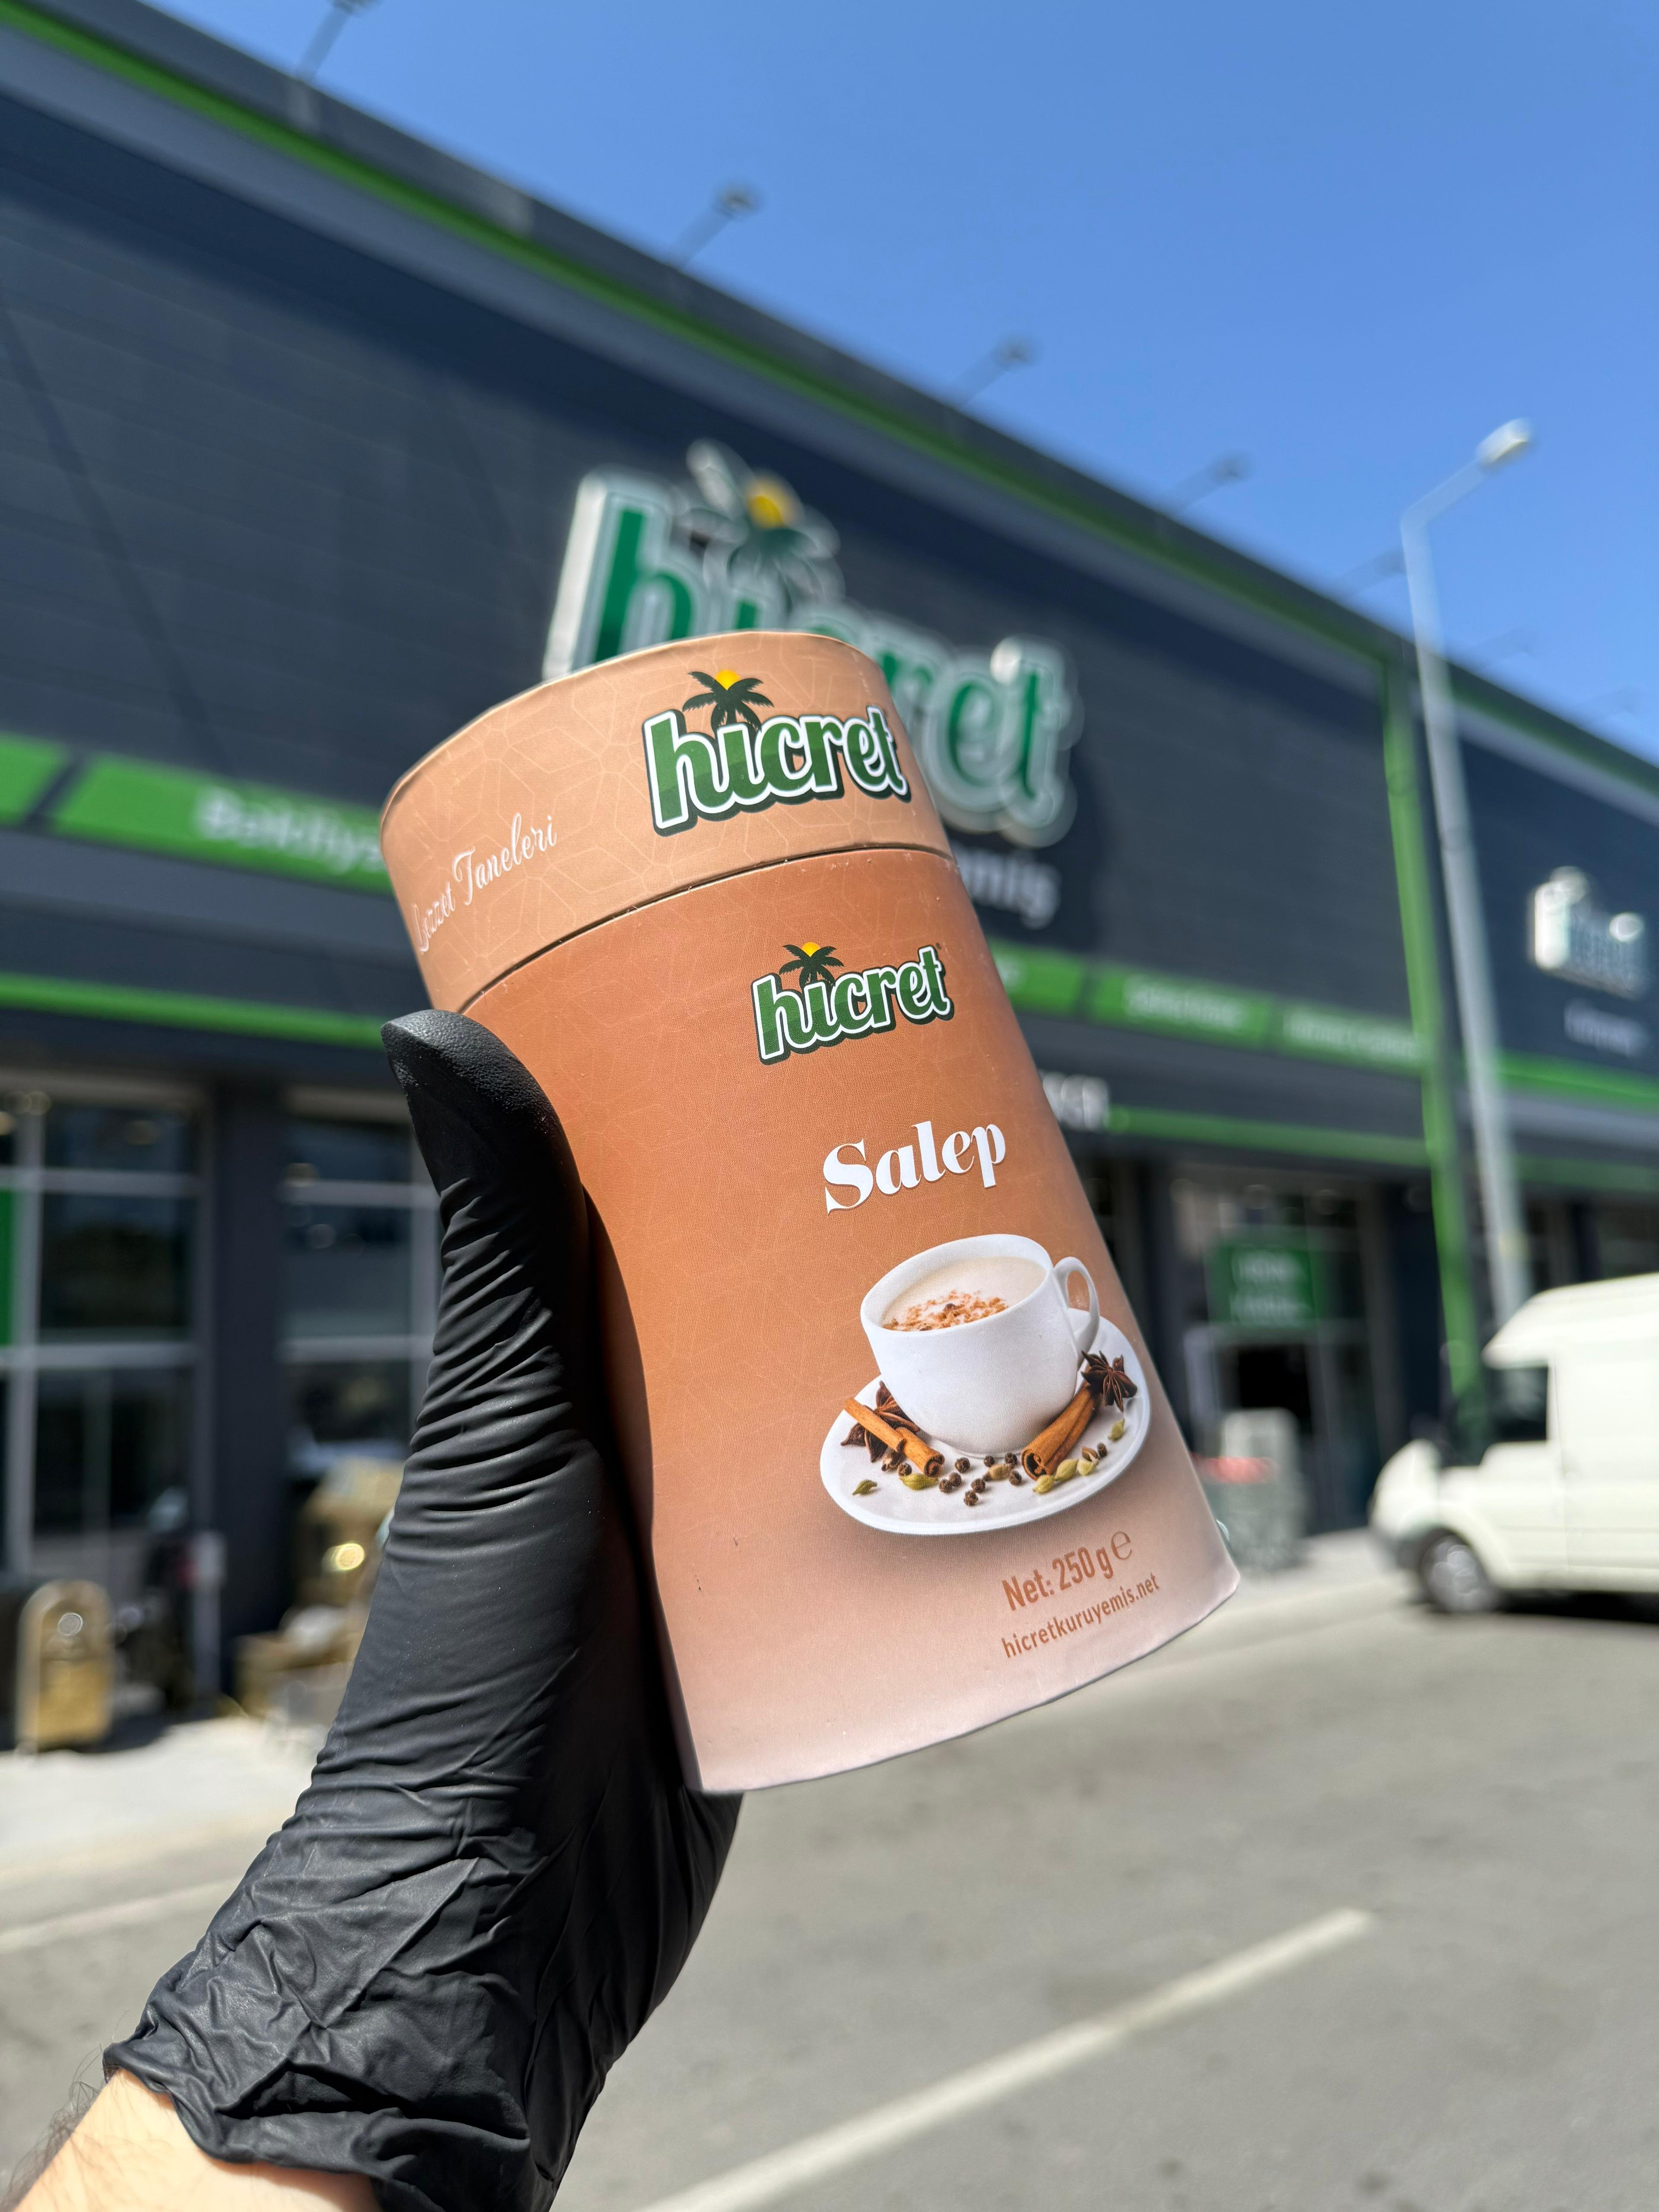 hicret
hicret
Lezzet Taneleri
hicret
Salep
Net: 250 g ℮
hicretkuruyemis.net